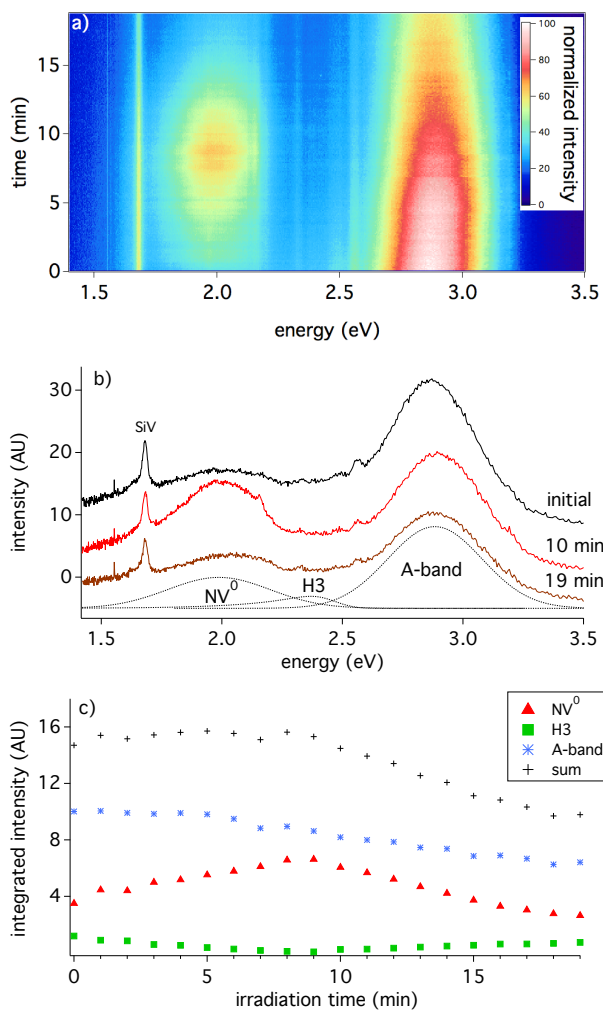 a)
time (min)
15
10
5
0
1.5 2.0 2.5 3.0 3.5
energy (eV)
100
80
60
40
20
0
normalized intensity
b)
intensity (AU)
30
20
10
0
SiV
initial
10 min
19 min
NV⁰
H3
A-band
1.5 2.0 2.5 3.0 3.5
energy (eV)
c)
integrated intensity (AU)
16
12
8
4
NV⁰
H3
A-band
sum
0 5 10 15
irradiation time (min)